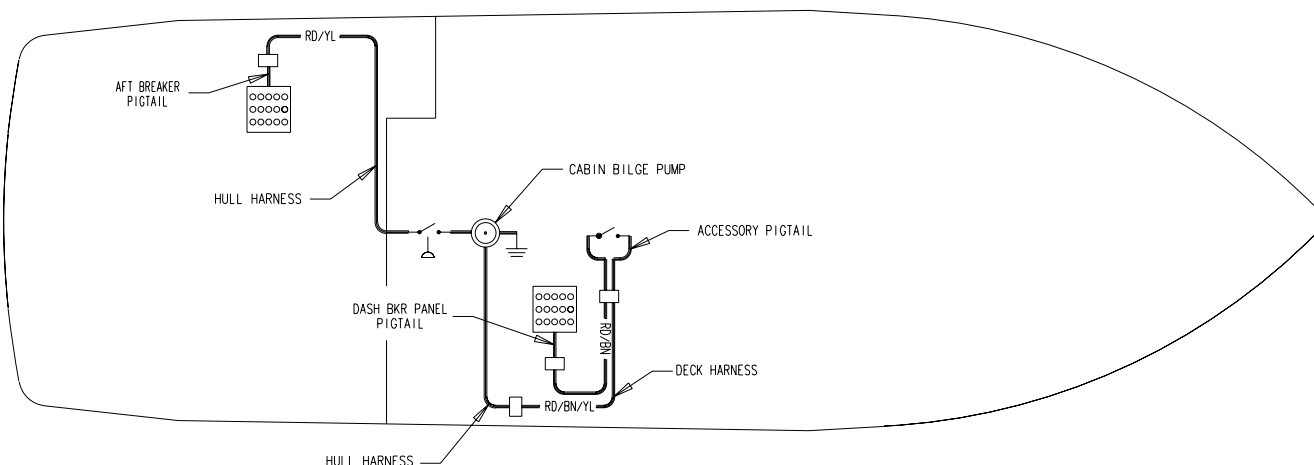 RD/YL
AFT BREAKER
PIGTAIL
HULL HARNESS
CABIN BILGE PUMP
ACCESSORY PIGTAIL
DASH BKR PANEL
PIGTAIL
RD/BN
DECK HARNESS
RD/BN/YL
HULL HARNESS